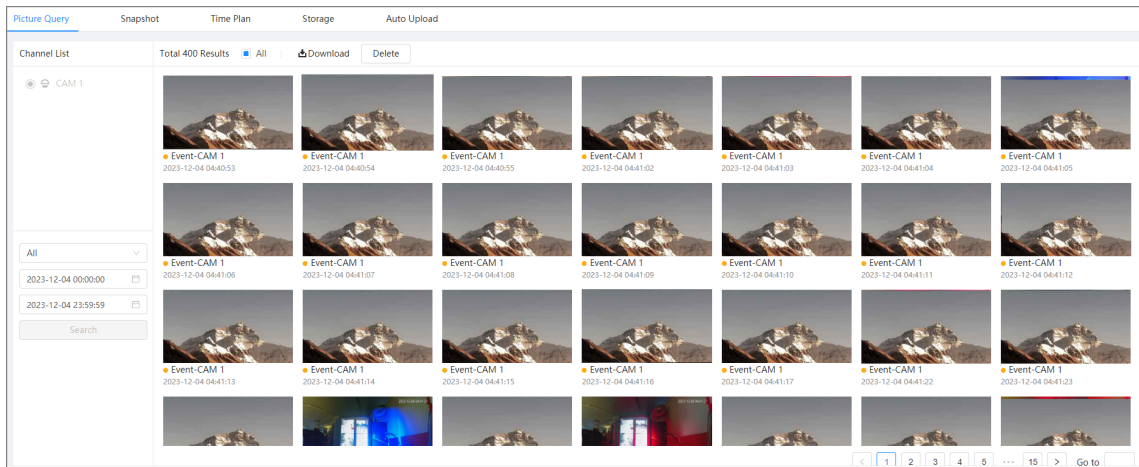 Picture Query Snapshot Time Plan Storage Auto Upload
Channel List Total 400 Results All Download Delete
CAM 1
Event-CAM 1 Event-CAM 1 Event-CAM 1 Event-CAM 1 Event-CAM 1 Event-CAM 1 Event-CAM 1
2023-12-04 04:40:53 2023-12-04 04:40:54 2023-12-04 04:40:55 2023-12-04 04:41:02 2023-12-04 04:41:03 2023-12-04 04:41:04 2023-12-04 04:41:05
All
2023-12-04 00:00:00
2023-12-04 23:59:59
Search
Event-CAM 1 Event-CAM 1 Event-CAM 1 Event-CAM 1 Event-CAM 1 Event-CAM 1 Event-CAM 1
2023-12-04 04:41:06 2023-12-04 04:41:07 2023-12-04 04:41:08 2023-12-04 04:41:09 2023-12-04 04:41:10 2023-12-04 04:41:11 2023-12-04 04:41:12
Event-CAM 1 Event-CAM 1 Event-CAM 1 Event-CAM 1 Event-CAM 1 Event-CAM 1 Event-CAM 1
2023-12-04 04:41:13 2023-12-04 04:41:14 2023-12-04 04:41:15 2023-12-04 04:41:16 2023-12-04 04:41:17 2023-12-04 04:41:22 2023-12-04 04:41:23
< 1 2 3 4 5 ··· 15 > Go to